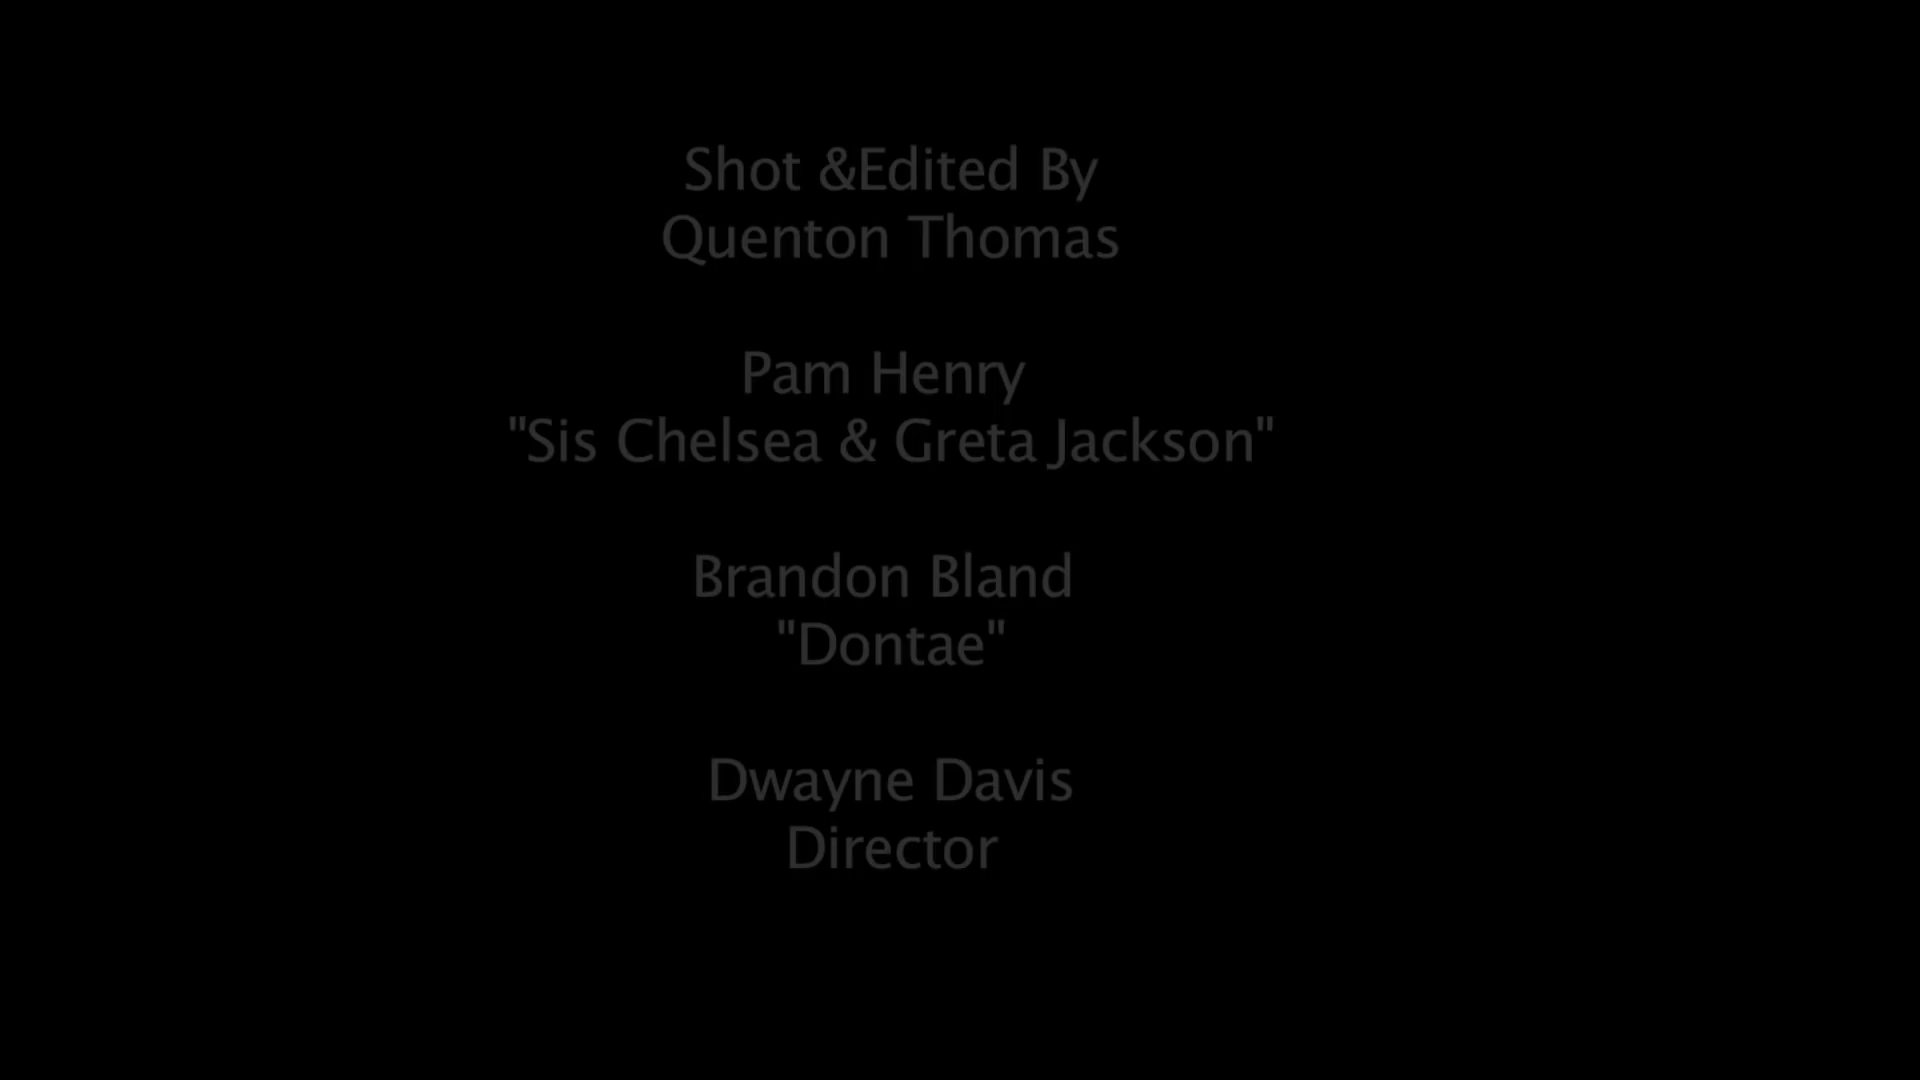 Shot &Edited By
Quenton Thomas
Pam Henry
"Sis Chelsea & Greta Jackson"
Brandon Bland
"Dontae"
Dwayne Davis
Director